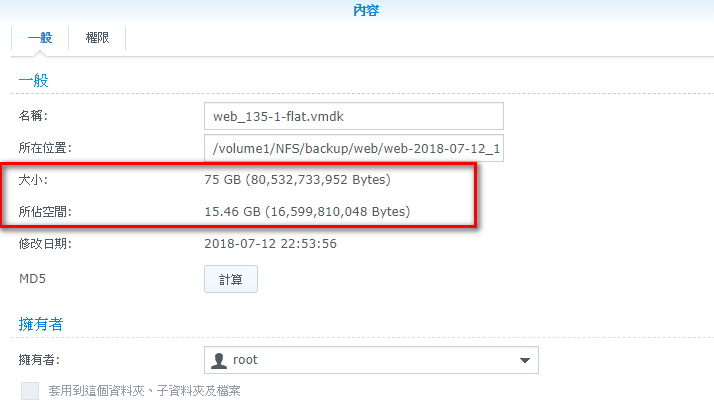 內容
一般 權限
一般
名稱: web_135-1-flat.vmdk
所在位置: /volume1/NFS/backup/web/web-2018-07-12_1
大小: 75 GB (80,532,733,952 Bytes)
所佔空間: 15.46 GB (16,599,810,048 Bytes)
修改日期: 2018-07-12 22:53:56
MD5 計算
擁有者
擁有者: root
套用到這個資料夾、子資料夾及檔案